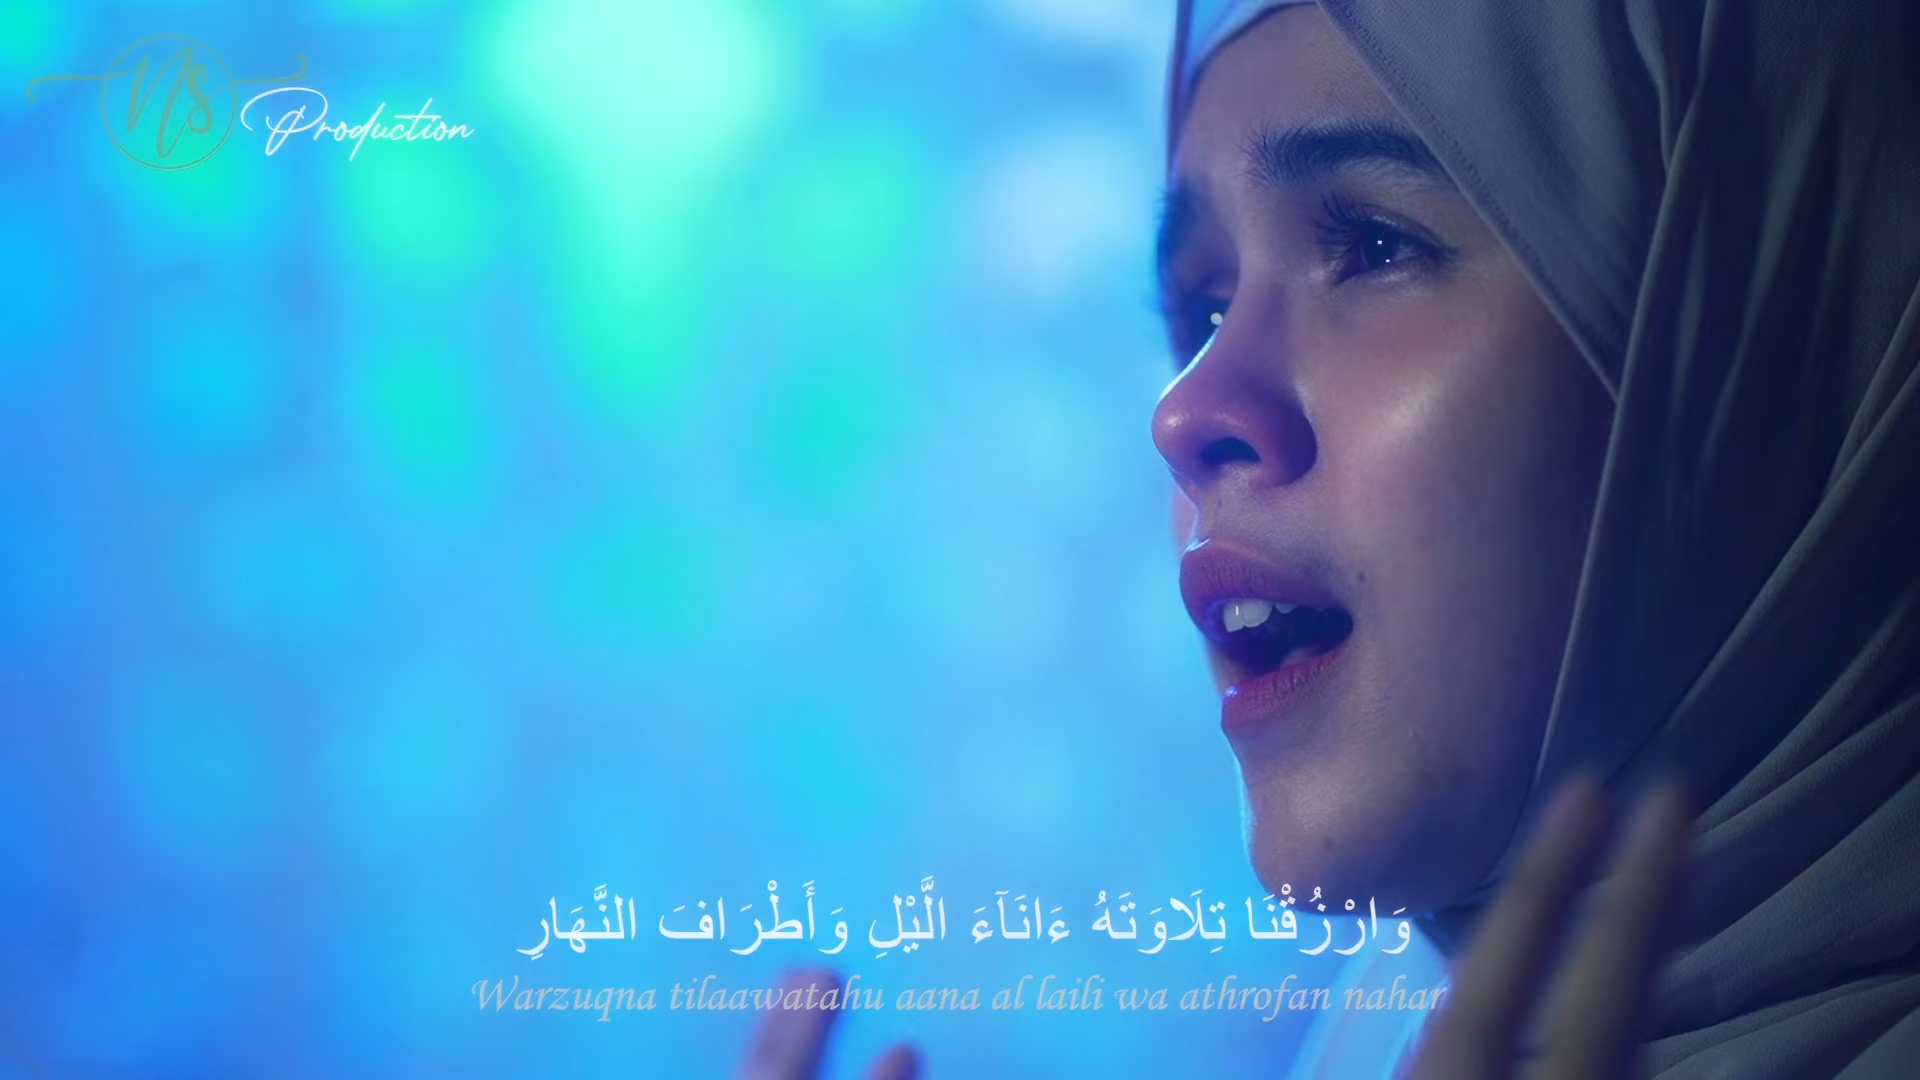 NS Production
وَارْزُقْنَا تِلَاوَتَهُ ءَانَآءَ الَّيْلِ وَأَطْرَافَ النَّهَارِ
Warzuqna tilaawatahu aana al laili wa athrofan nahar